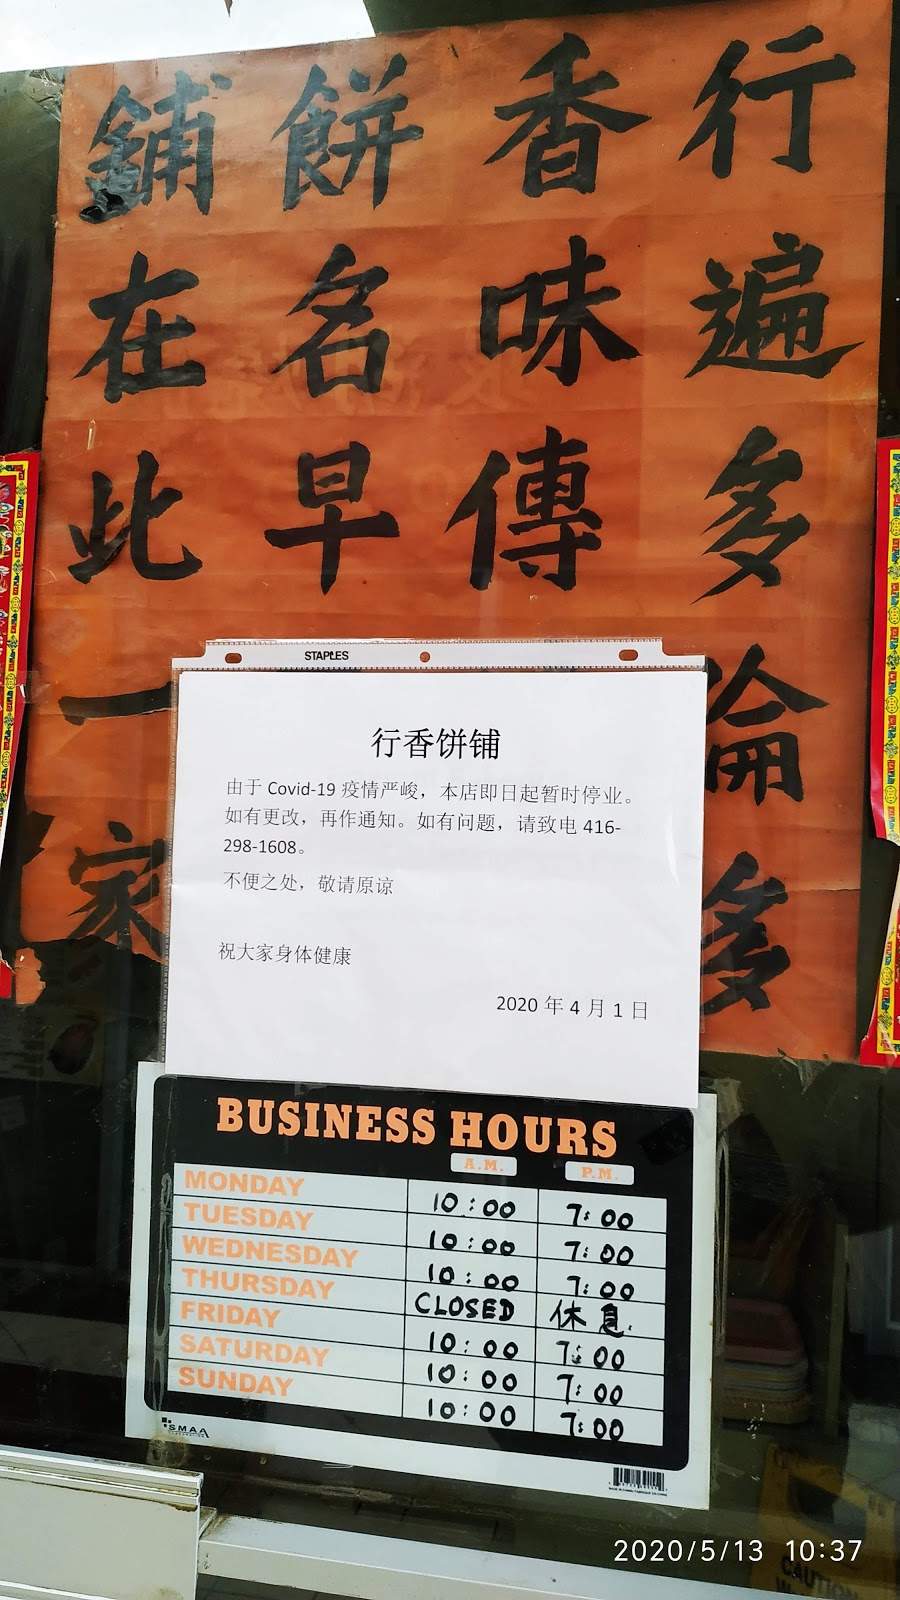 行遍多倫多
香味傳
餅名早
鋪在此一家
STAPLES
行香饼铺
由于 Covid-19 疫情严峻，本店即日起暂时停业。
如有更改，再作通知。如有问题，请致电 416-
298-1608。
不便之处，敬请原谅
祝大家身体健康
2020 年 4 月 1 日
BUSINESS HOURS
A.M. P.M.
MONDAY 10:00 7:00
TUESDAY 10:00 7:00
WEDNESDAY 10:00 7:00
THURSDAY CLOSED 休息.
FRIDAY 10:00 7:00
SATURDAY 10:00 7:00
SUNDAY 10:00 7:00
SMAA
CAUTION
2020/5/13 10:37